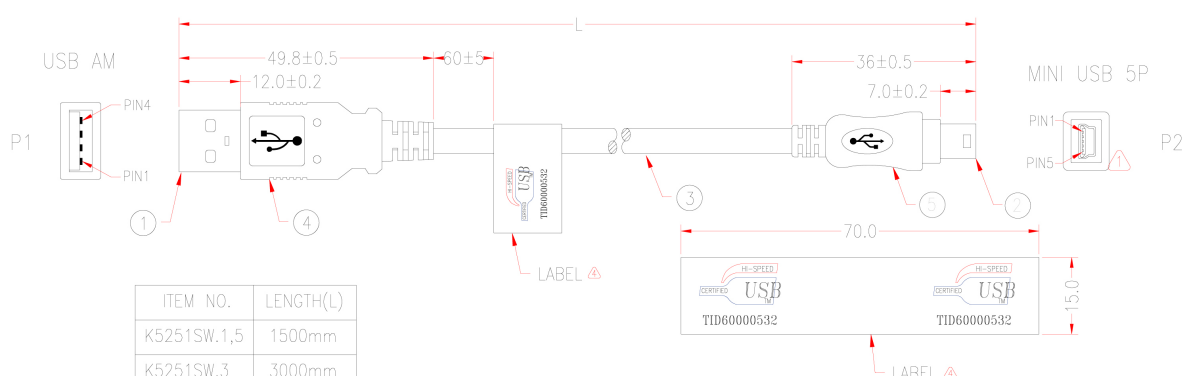 L
49.8±0.5
60±5
36±0.5
USB AM
12.0±0.2
7.0±0.2
MINI USB 5P
PIN4
PIN1
P1
P2
PIN1
PIN5
1
HI-SPEED
CERTIFIED
USB
TID60000532
1
4
3
5
2
70.0
LABEL 4
HI-SPEED
CERTIFIED USB
TM
TID60000532
HI-SPEED
CERTIFIED USB
TM
TID60000532
15.0
LABEL 4
ITEM NO. LENGTH(L)
K5251SW.1,5 1500mm
K5251SW.3 3000mm